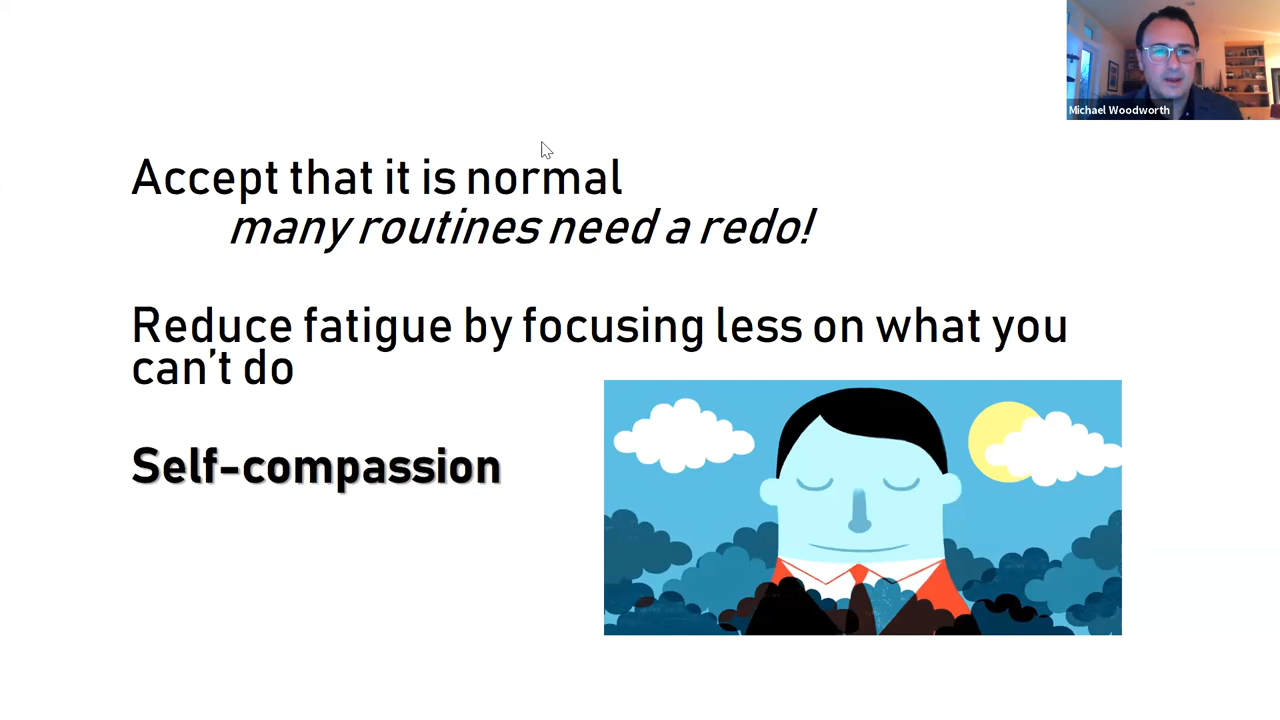 Michael Woodworth
Accept that it is normal
many routines need a redo!
Reduce fatigue by focusing less on what you
can’t do
Self-compassion